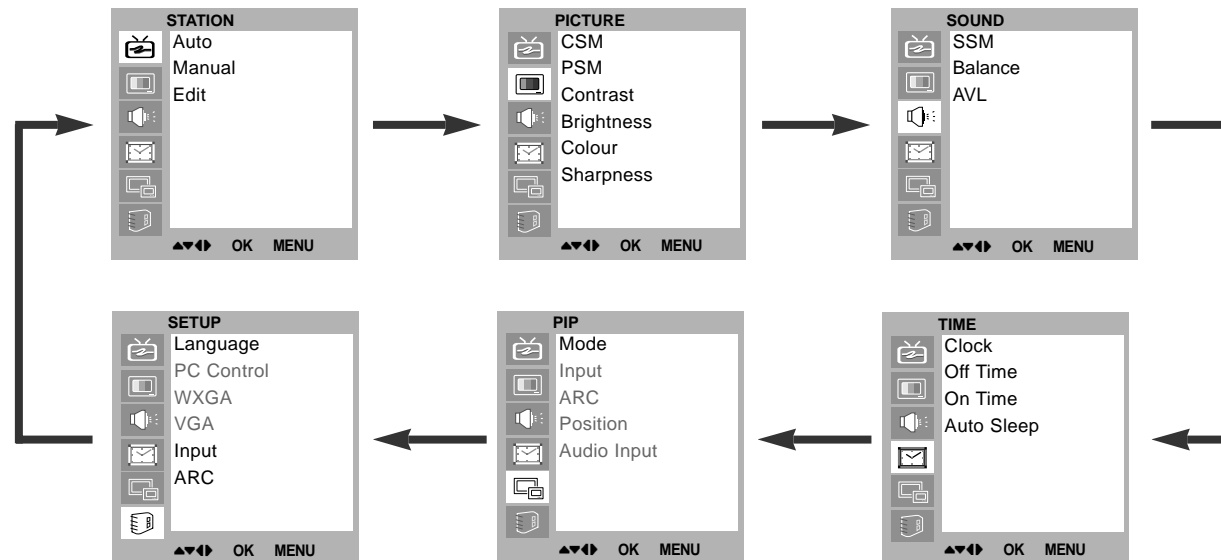 STATION
Auto
Manual
Edit
OK MENU
PICTURE
CSM
PSM
Contrast
Brightness
Colour
Sharpness
OK MENU
SOUND
SSM
Balance
AVL
OK MENU
SETUP
Language
PC Control
WXGA
VGA
Input
ARC
OK MENU
PIP
Mode
Input
ARC
Position
Audio Input
OK MENU
TIME
Clock
Off Time
On Time
Auto Sleep
OK MENU